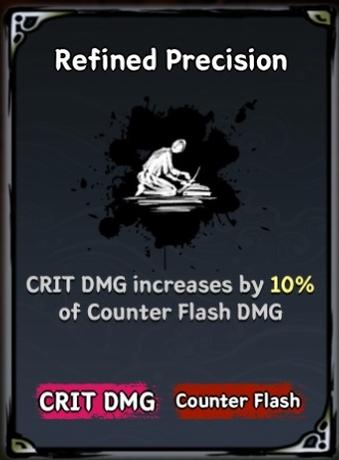 Refined Precision
CRIT DMG increases by 10%
of Counter Flash DMG
CRIT DMG
Counter Flash